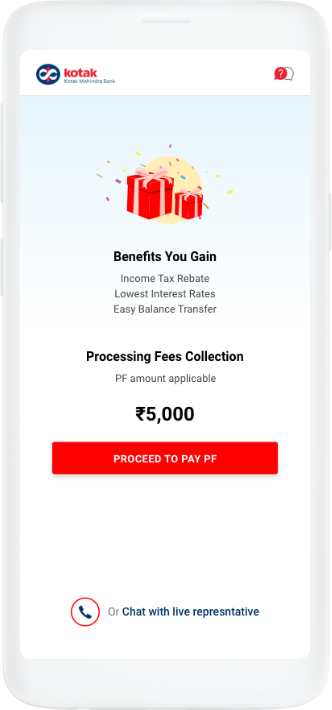 kotak
Kotak Mahindra Bank
?
Benefits You Gain
Income Tax Rebate
Lowest Interest Rates
Easy Balance Transfer
Processing Fees Collection
PF amount applicable
₹5,000
PROCEED TO PAY PF
Or Chat with live represntative